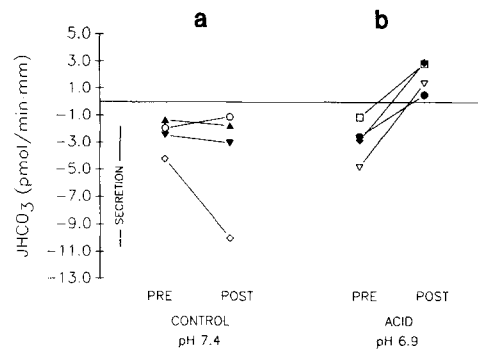 a b
JHCO3 (pmol/min mm)
5.0
3.0
1.0
-1.0
-3.0
-5.0
-7.0
-9.0
-11.0
-13.0
SECRETION
PRE POST PRE POST
CONTROL ACID
pH 7.4 pH 6.9